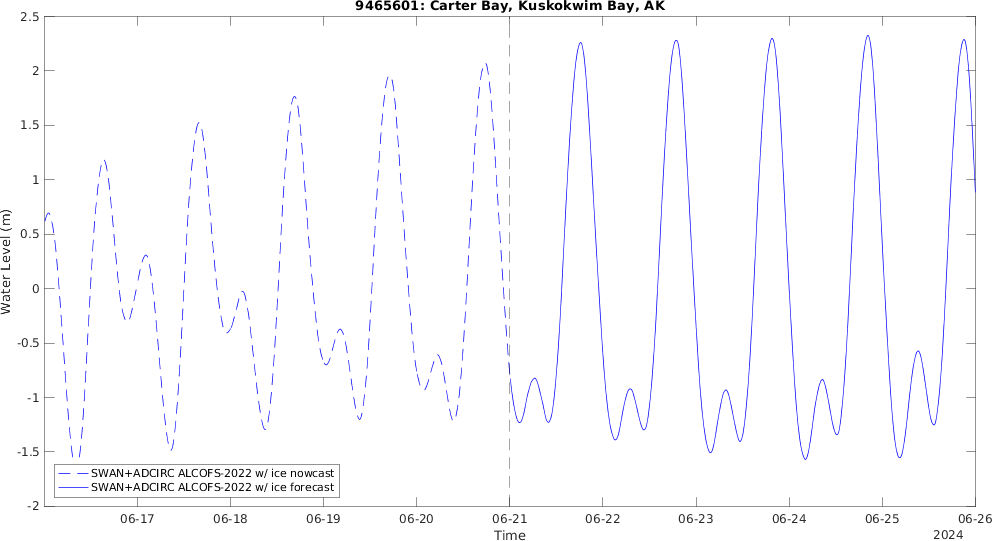 9465601: Carter Bay, Kuskokwim Bay, AK
2.5
2
1.5
1
0.5
0
-0.5
-1
-1.5
-2
Water Level (m)
SWAN+ADCIRC ALCOFS-2022 w/ ice nowcast
SWAN+ADCIRC ALCOFS-2022 w/ ice forecast
06-17 06-18 06-19 06-20 06-21 06-22 06-23 06-24 06-25 06-26
Time
2024